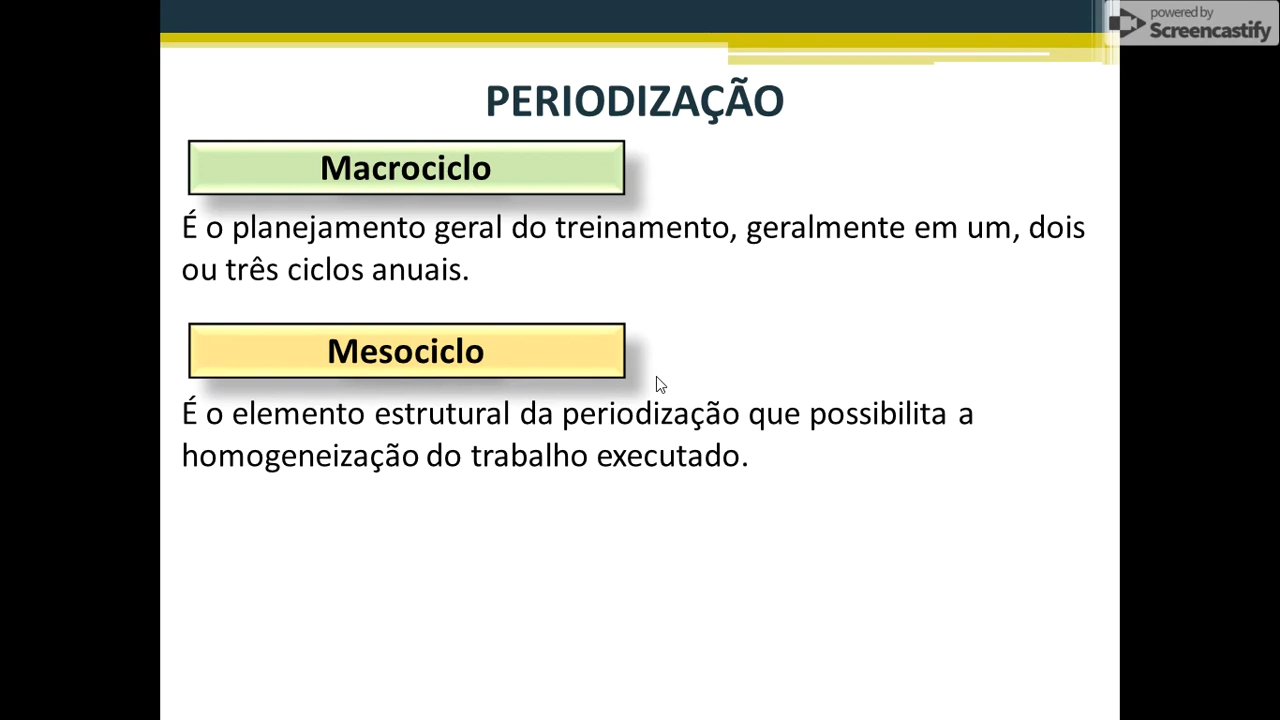 powered by
Screencastify
PERIODIZAÇÃO
Macrociclo
É o planejamento geral do treinamento, geralmente em um, dois
ou três ciclos anuais.
Mesociclo
É o elemento estrutural da periodização que possibilita a
homogeneização do trabalho executado.